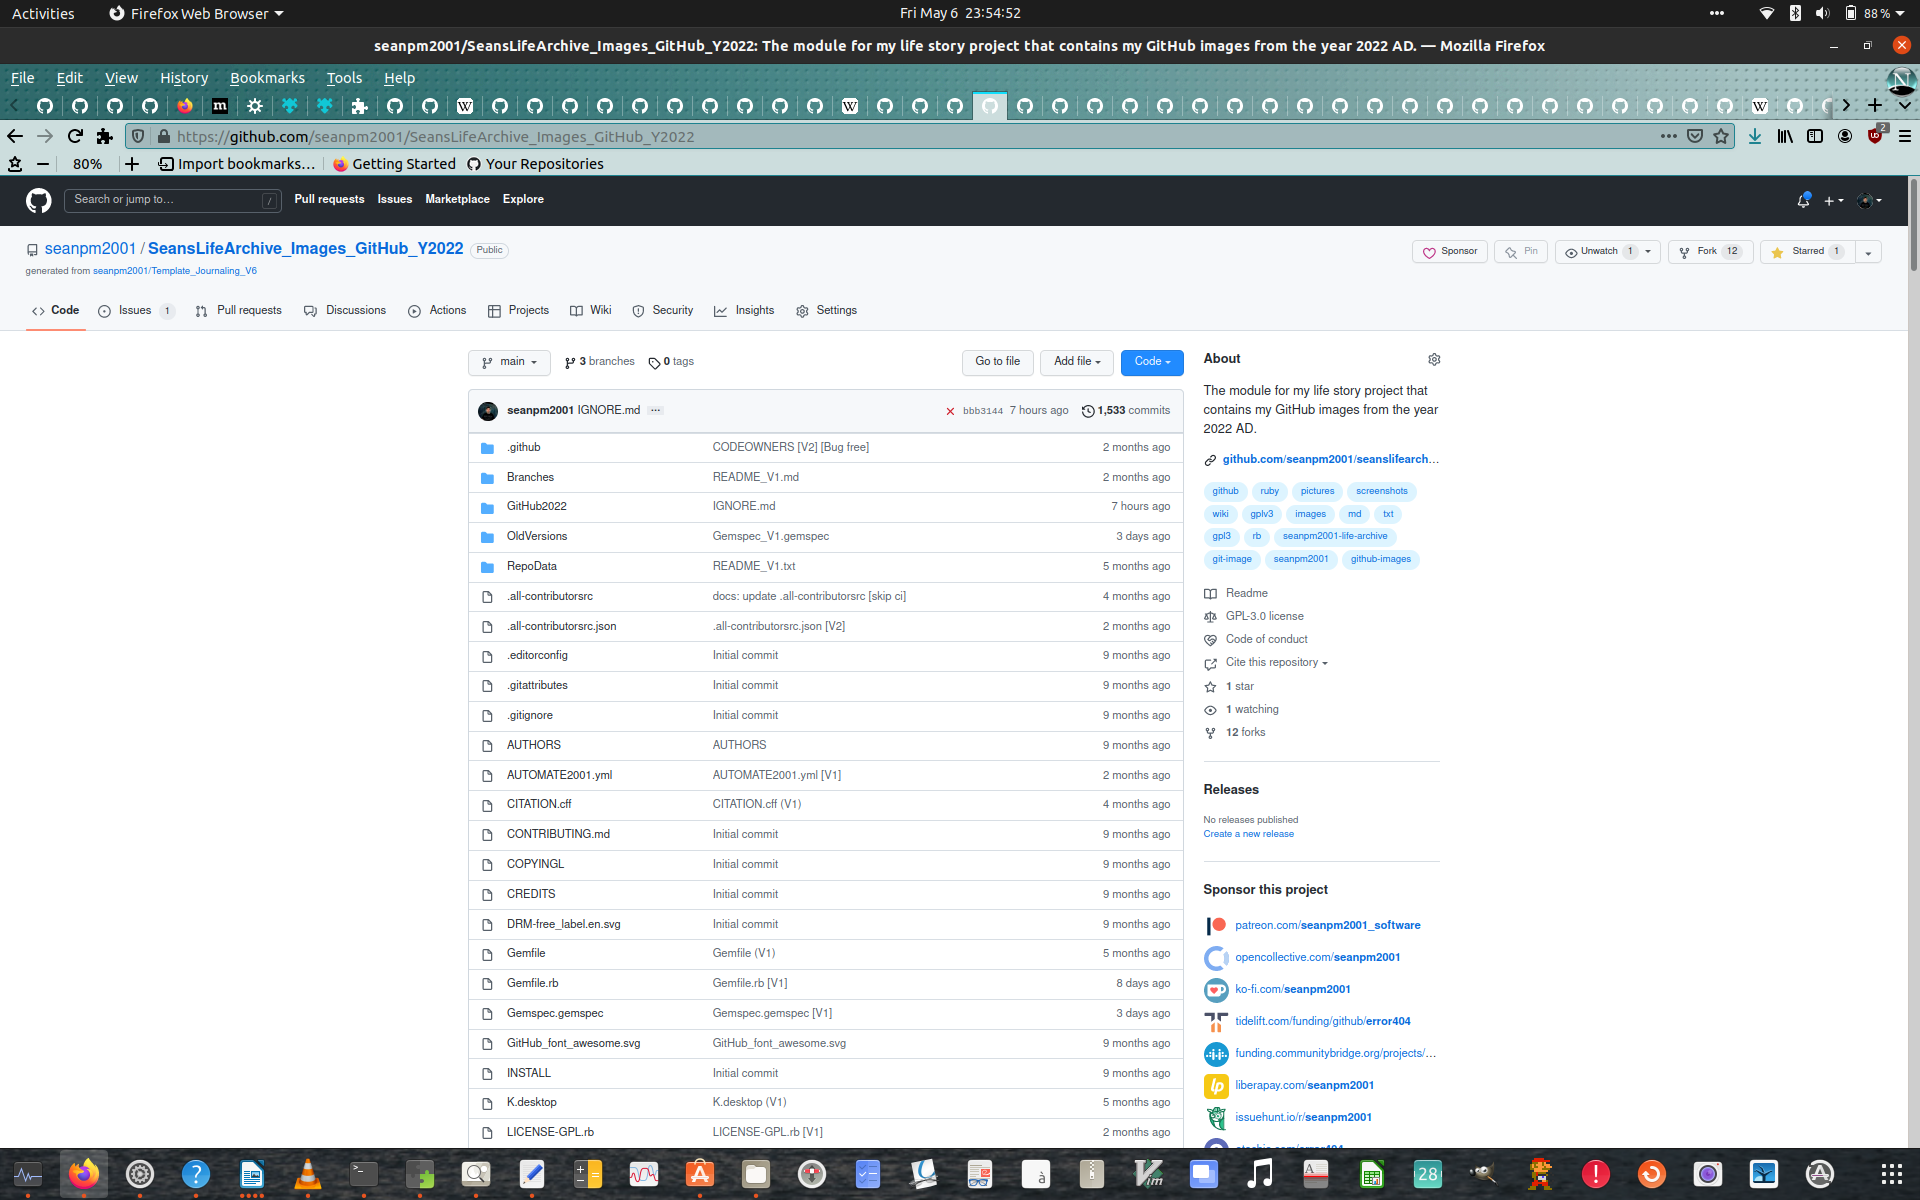 Activities
Firefox Web Browser
Fri May 6 23:54:52
88 %
seanpm2001/SeansLifeArchive_Images_GitHub_Y2022: The module for my life story project that contains my GitHub images from the year 2022 AD. — Mozilla Firefox
File Edit View History Bookmarks Tools Help
https://github.com/seanpm2001/SeansLifeArchive_Images_GitHub_Y2022
2
80%
Import bookmarks…
Getting Started
Your Repositories
Search or jump to…
/
Pull requests Issues Marketplace Explore
seanpm2001 / SeansLifeArchive_Images_GitHub_Y2022 Public
generated from seanpm2001/Template_Journaling_V6
Sponsor
Pin
Unwatch 1
Fork 12
Starred 1
Code
Issues 1
Pull requests
Discussions
Actions
Projects
Wiki
Security
Insights
Settings
main
3 branches
0 tags
Go to file
Add file
Code
seanpm2001 IGNORE.md
bbb3144 7 hours ago
1,533 commits
.github CODEOWNERS [V2] [Bug free] 2 months ago
Branches README_V1.md 2 months ago
GitHub2022 IGNORE.md 7 hours ago
OldVersions Gemspec_V1.gemspec 3 days ago
RepoData README_V1.txt 5 months ago
.all-contributorsrc docs: update .all-contributorsrc [skip ci] 4 months ago
.all-contributorsrc.json .all-contributorsrc.json [V2] 2 months ago
.editorconfig Initial commit 9 months ago
.gitattributes Initial commit 9 months ago
.gitignore Initial commit 9 months ago
AUTHORS AUTHORS 9 months ago
AUTOMATE2001.yml AUTOMATE2001.yml [V1] 2 months ago
CITATION.cff CITATION.cff (V1) 4 months ago
CONTRIBUTING.md Initial commit 9 months ago
COPYINGL Initial commit 9 months ago
CREDITS Initial commit 9 months ago
DRM-free_label.en.svg Initial commit 9 months ago
Gemfile Gemfile (V1) 5 months ago
Gemfile.rb Gemfile.rb [V1] 8 days ago
Gemspec.gemspec Gemspec.gemspec [V1] 3 days ago
GitHub_font_awesome.svg GitHub_font_awesome.svg 9 months ago
INSTALL Initial commit 9 months ago
K.desktop K.desktop (V1) 5 months ago
LICENSE-GPL.rb LICENSE-GPL.rb [V1] 2 months ago
About
The module for my life story project that
contains my GitHub images from the year
2022 AD.
github.com/seanpm2001/seanslifearch…
github ruby pictures screenshots
wiki gplv3 images md txt
gpl3 rb seanpm2001-life-archive
git-image seanpm2001 github-images
Readme
GPL-3.0 license
Code of conduct
Cite this repository
1 star
1 watching
12 forks
Releases
No releases published
Create a new release
Sponsor this project
patreon.com/seanpm2001_software
opencollective.com/seanpm2001
ko-fi.com/seanpm2001
tidelift.com/funding/github/error404
funding.communitybridge.org/projects/…
liberapay.com/seanpm2001
issuehunt.io/r/seanpm2001
28